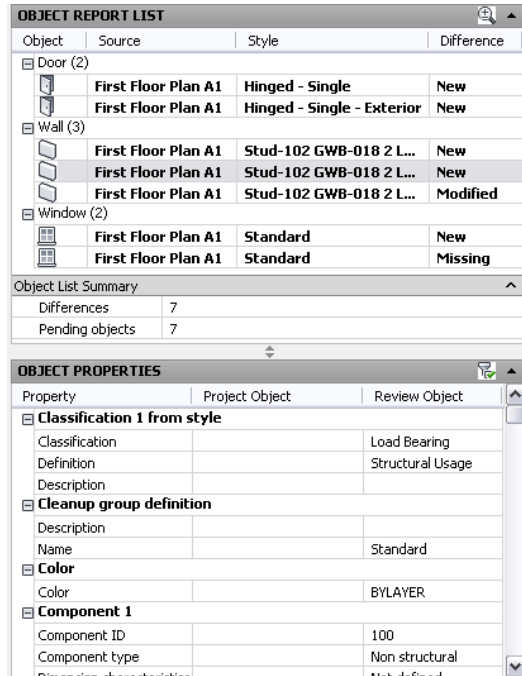 OBJECT REPORT LIST
Object Source Style Difference
Door (2)
First Floor Plan A1 Hinged - Single New
First Floor Plan A1 Hinged - Single - Exterior New
Wall (3)
First Floor Plan A1 Stud-102 GWB-018 2 L... New
First Floor Plan A1 Stud-102 GWB-018 2 L... New
First Floor Plan A1 Stud-102 GWB-018 2 L... Modified
Window (2)
First Floor Plan A1 Standard New
First Floor Plan A1 Standard Missing
Object List Summary
Differences 7
Pending objects 7
OBJECT PROPERTIES
Property Project Object Review Object
Classification 1 from style
Classification Load Bearing
Definition Structural Usage
Description
Cleanup group definition
Description
Name Standard
Color
Color BYLAYER
Component 1
Component ID 100
Component type Non structural
Dimension characteristics Not defined